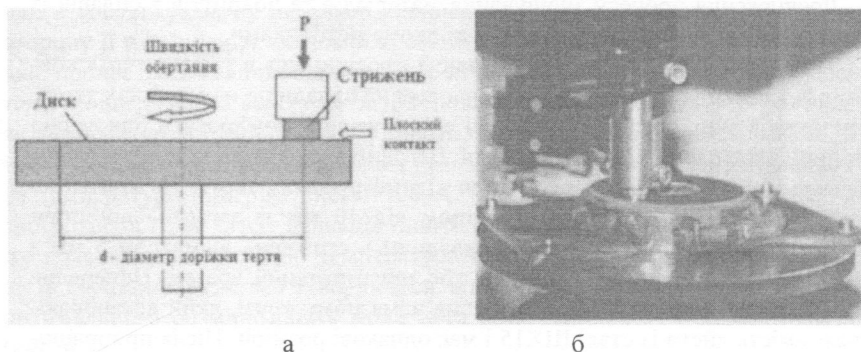 P
Швидкість
обертання
Стрижень
Диск
Плоский
контакт
d - діаметр доріжки тертя
а
б